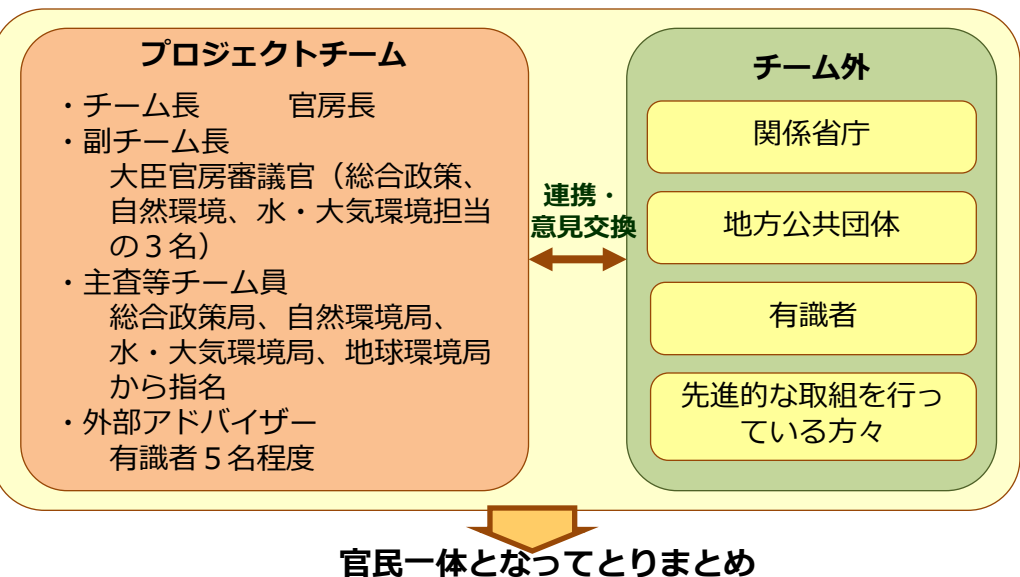 プロジェクトチーム
・チーム長　　　官房長
・副チーム長
大臣官房審議官（総合政策、
自然環境、水・大気環境担当
の３名）
・主査等チーム員
総合政策局、自然環境局、
水・大気環境局、地球環境局
から指名
・外部アドバイザー
有識者５名程度
連携・
意見交換
チーム外
関係省庁
地方公共団体
有識者
先進的な取組を行っ
ている方々
官民一体となってとりまとめ